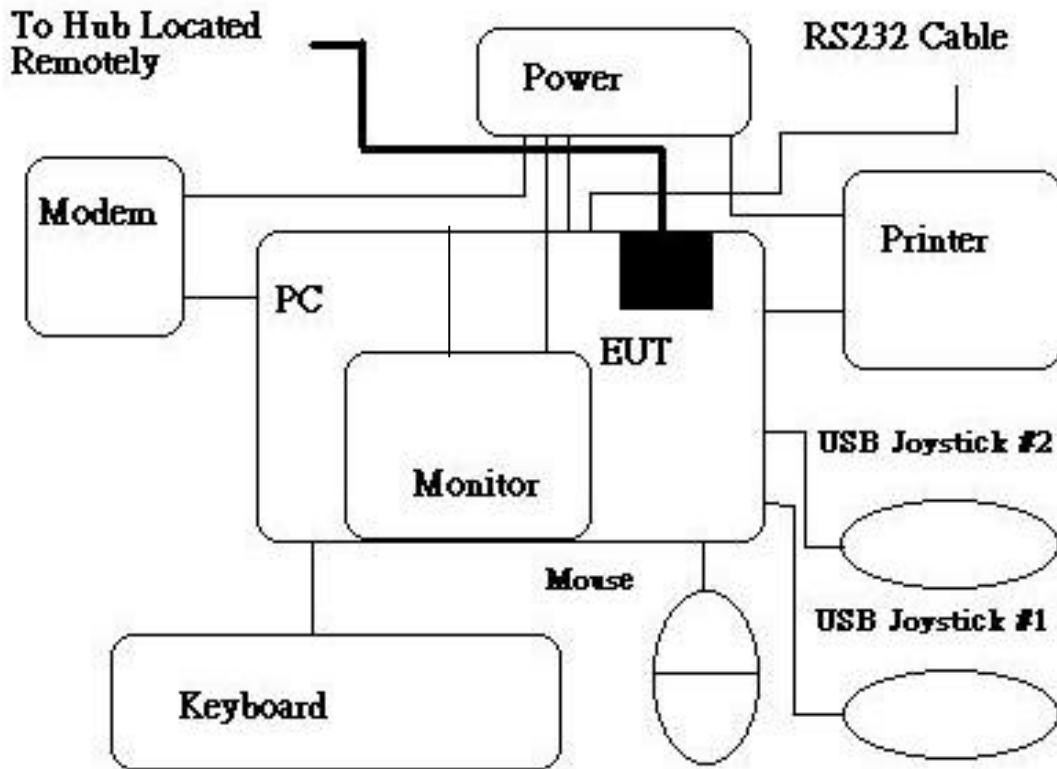 To Hub Located
Remotely
Power
RS232 Cable
Modem
Printer
PC
EUT
USB Joystick #2
Monitor
Mouse
USB Joystick #1
Keyboard